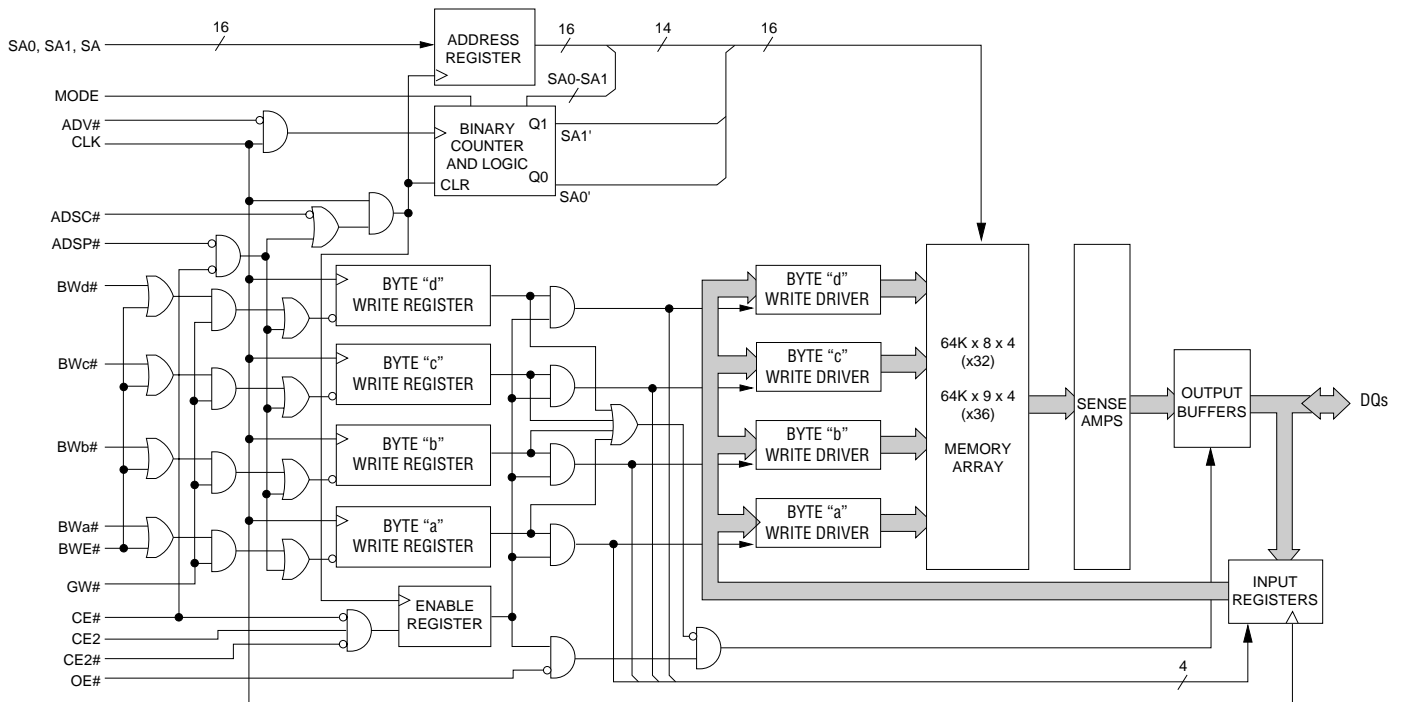 SA0, SA1, SA
16
ADDRESS
REGISTER
16
14
16
SA0-SA1
MODE
ADV#
CLK
BINARY
COUNTER
AND LOGIC
Q1
SA1'
Q0
SA0'
CLR
ADSC#
ADSP#
BWd#
BYTE “d”
WRITE REGISTER
BYTE “d”
WRITE DRIVER
BWc#
BYTE “c”
WRITE REGISTER
BYTE “c”
WRITE DRIVER
BWb#
BYTE “b”
WRITE REGISTER
BYTE “b”
WRITE DRIVER
BWa#
BWE#
BYTE “a”
WRITE REGISTER
BYTE “a”
WRITE DRIVER
64K x 8 x 4
(x32)
64K x 9 x 4
(x36)
MEMORY
ARRAY
SENSE
AMPS
OUTPUT
BUFFERS
DQs
GW#
CE#
CE2
CE2#
OE#
ENABLE
REGISTER
INPUT
REGISTERS
4